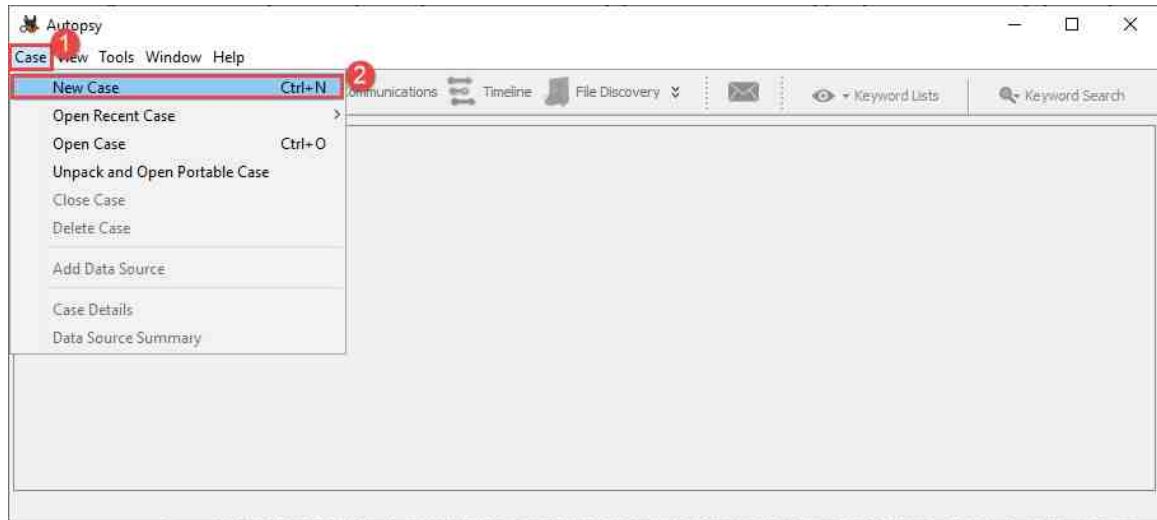 Autopsy
Case View Tools Window Help
1
New Case Ctrl+N
2
Communications Timeline File Discovery Keyword Lists Keyword Search
Open Recent Case
Open Case Ctrl+O
Unpack and Open Portable Case
Close Case
Delete Case
Add Data Source
Case Details
Data Source Summary